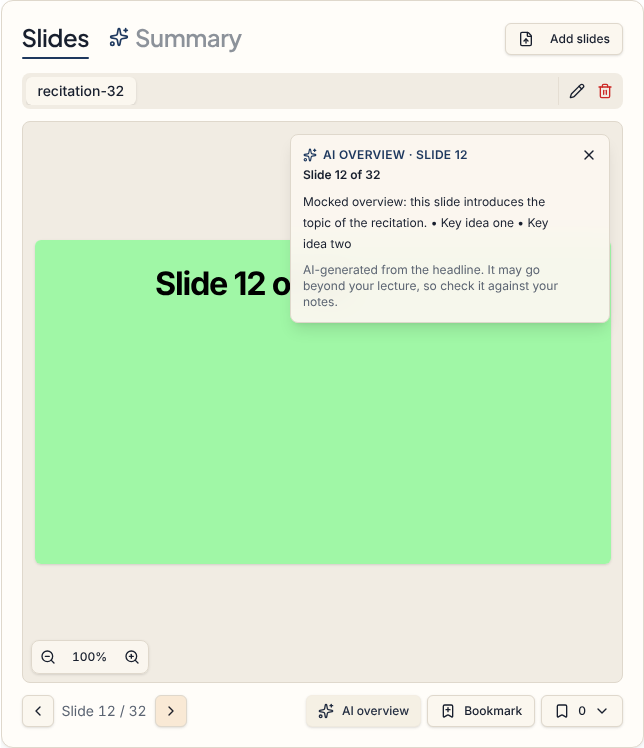 Slides
Summary
Add slides
recitation-32
AI OVERVIEW · SLIDE 12
Slide 12 of 32
Mocked overview: this slide introduces the
topic of the recitation. • Key idea one • Key
idea two
AI-generated from the headline. It may go
beyond your lecture, so check it against your
notes.
Slide 12 o
100%
Slide 12 / 32
AI overview
Bookmark
0